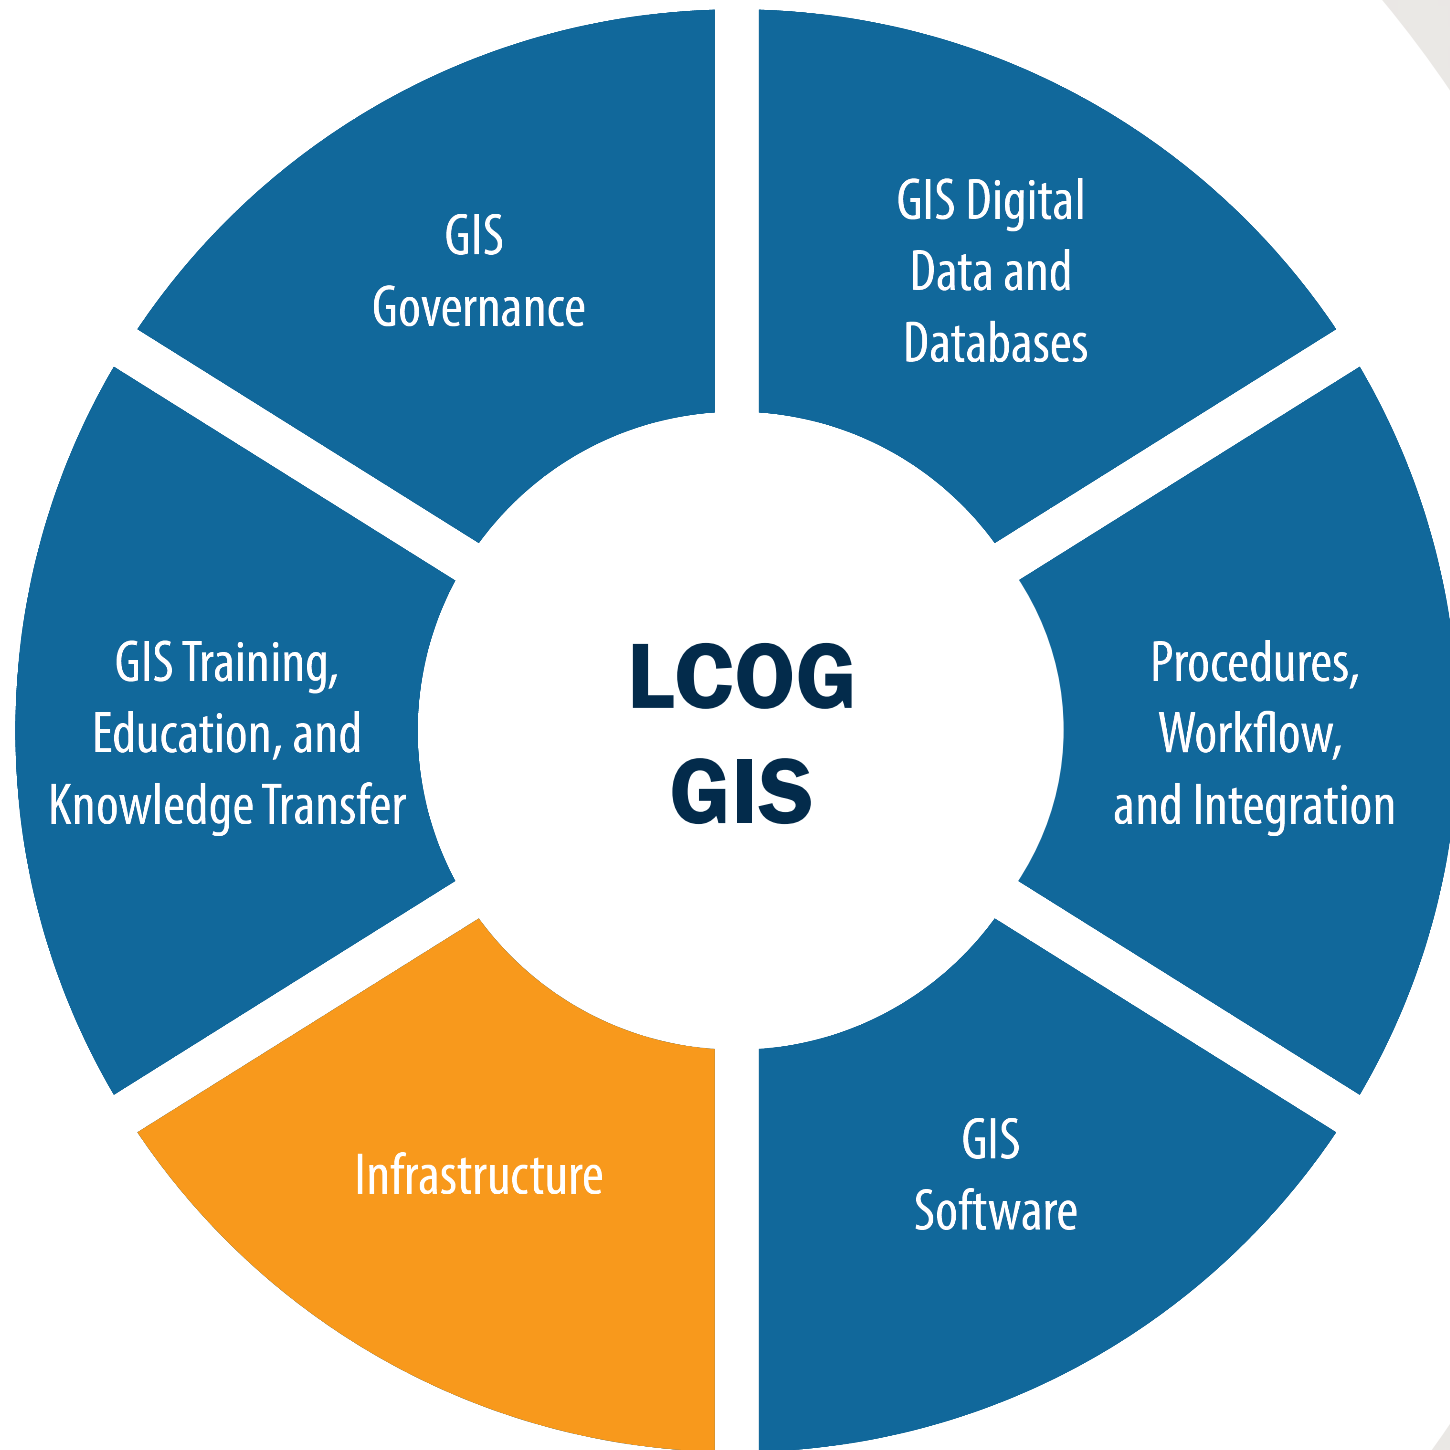 GIS
Governance
GIS Digital
Data and
Databases
GIS Training,
Education, and
Knowledge Transfer
LCOG
GIS
Procedures,
Workflow,
and Integration
Infrastructure
GIS
Software